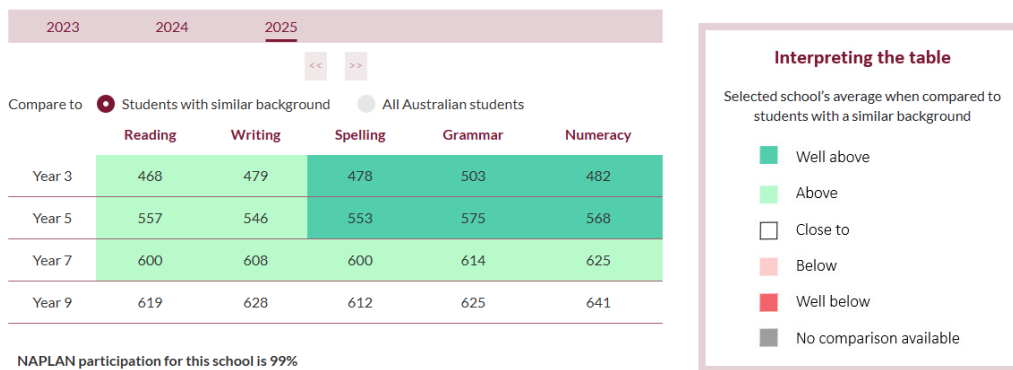 2023 2024 2025
<< >>
Compare to Students with similar background All Australian students
Reading Writing Spelling Grammar Numeracy
Year 3 468 479 478 503 482
Year 5 557 546 553 575 568
Year 7 600 608 600 614 625
Year 9 619 628 612 625 641
NAPLAN participation for this school is 99%
Interpreting the table
Selected school's average when compared to
students with a similar background
Well above
Above
Close to
Below
Well below
No comparison available